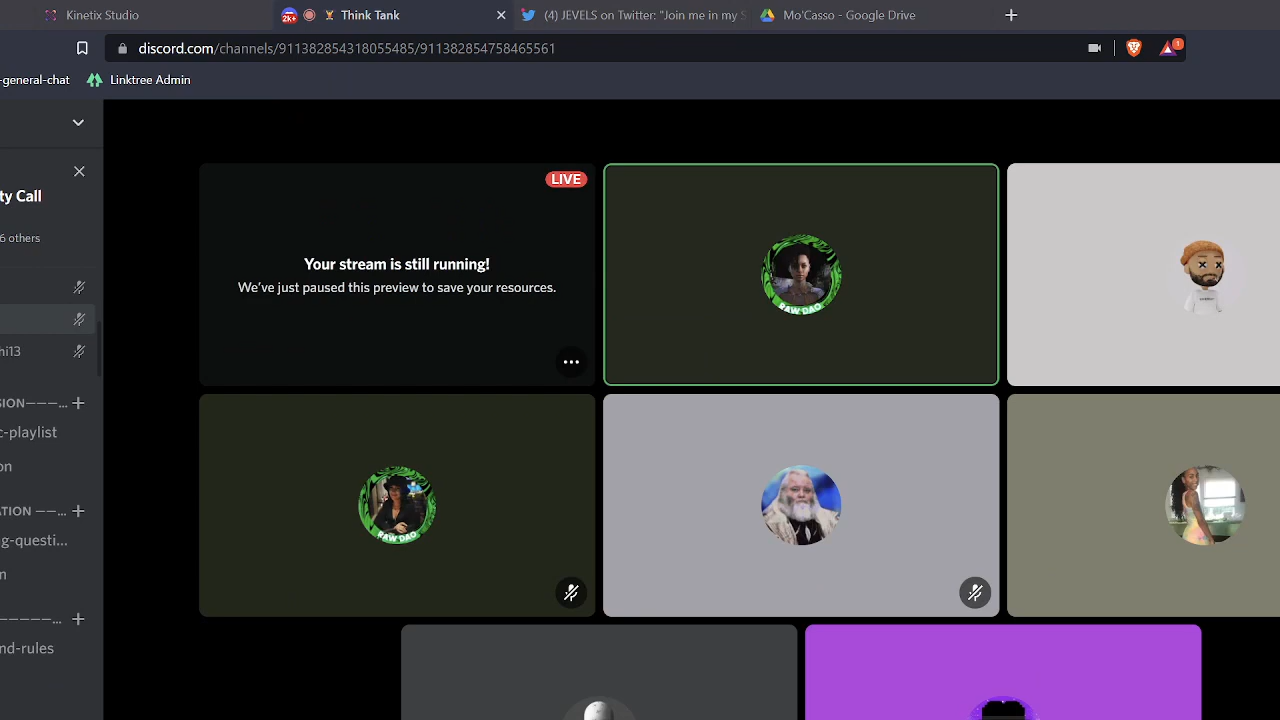 Kinetix Studio
2K+
Think Tank
(4) JEVELS on Twitter: "Join me in my S
Mo'Casso - Google Drive
discord.com/channels/911382854318055485/911382854758465561
1
-general-chat
Linktree Admin
ty Call
6 others
hi13
SION———...
c-playlist
on
ATION ——...
g-questi...
m
—————...
nd-rules
LIVE
Your stream is still running!
We've just paused this preview to save your resources.
RAW DAO
RAW DAO